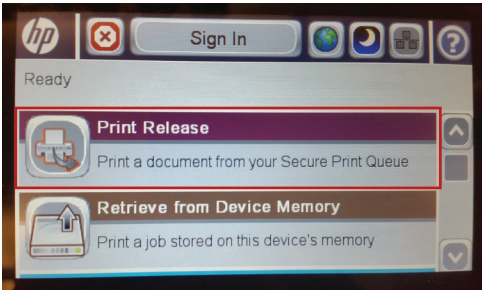 hp
Sign In
?
Ready
Print Release
Print a document from your Secure Print Queue
Retrieve from Device Memory
Print a job stored on this device's memory